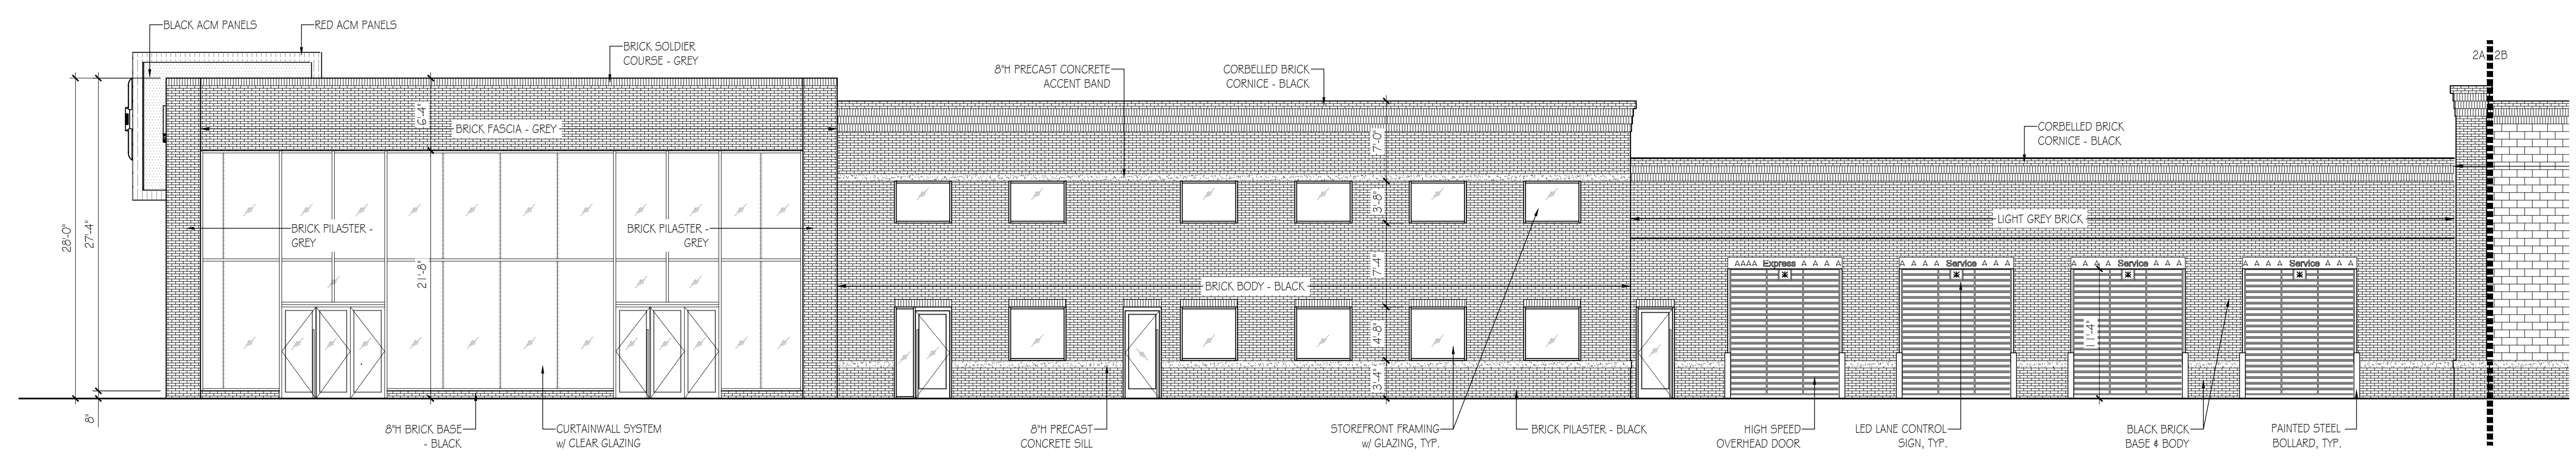 BLACK ACM PANELS
RED ACM PANELS
BRICK SOLDIER
COURSE - GREY
8"H PRECAST CONCRETE
ACCENT BAND
CORBELLED BRICK
CORNICE - BLACK
2A 2B
CORBELLED BRICK
CORNICE - BLACK
28'-0"
27'-4"
8"
6'-4"
BRICK FASCIA - GREY
BRICK PILASTER -
GREY
BRICK PILASTER -
GREY
21'-8"
7'-0"
3'-8"
7'-4"
4'-8"
3'-4"
BRICK BODY - BLACK
LIGHT GREY BRICK
AAAA Express A A A A
A A A A Service A A A
A A A A Service A A A
A A A A Service A A A
11'-4"
8"H BRICK BASE
- BLACK
CURTAINWALL SYSTEM
w/ CLEAR GLAZING
8"H PRECAST
CONCRETE SILL
STOREFRONT FRAMING
w/ GLAZING, TYP.
BRICK PILASTER - BLACK
HIGH SPEED
OVERHEAD DOOR
LED LANE CONTROL
SIGN, TYP.
BLACK BRICK
BASE & BODY
PAINTED STEEL
BOLLARD, TYP.